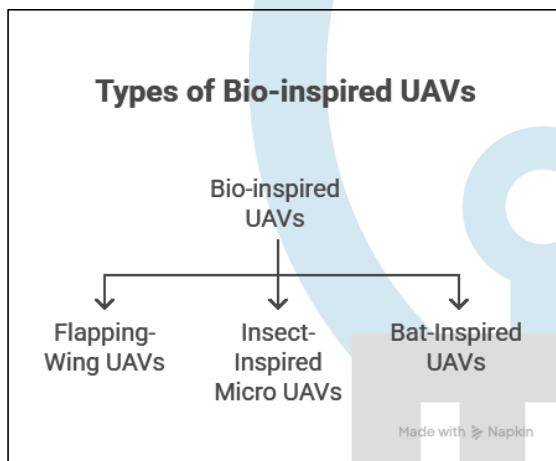 Types of Bio-inspired UAVs
Bio-inspired
UAVs
Flapping-
Wing UAVs
Insect-
Inspired
Micro UAVs
Bat-Inspired
UAVs
Made with Napkin